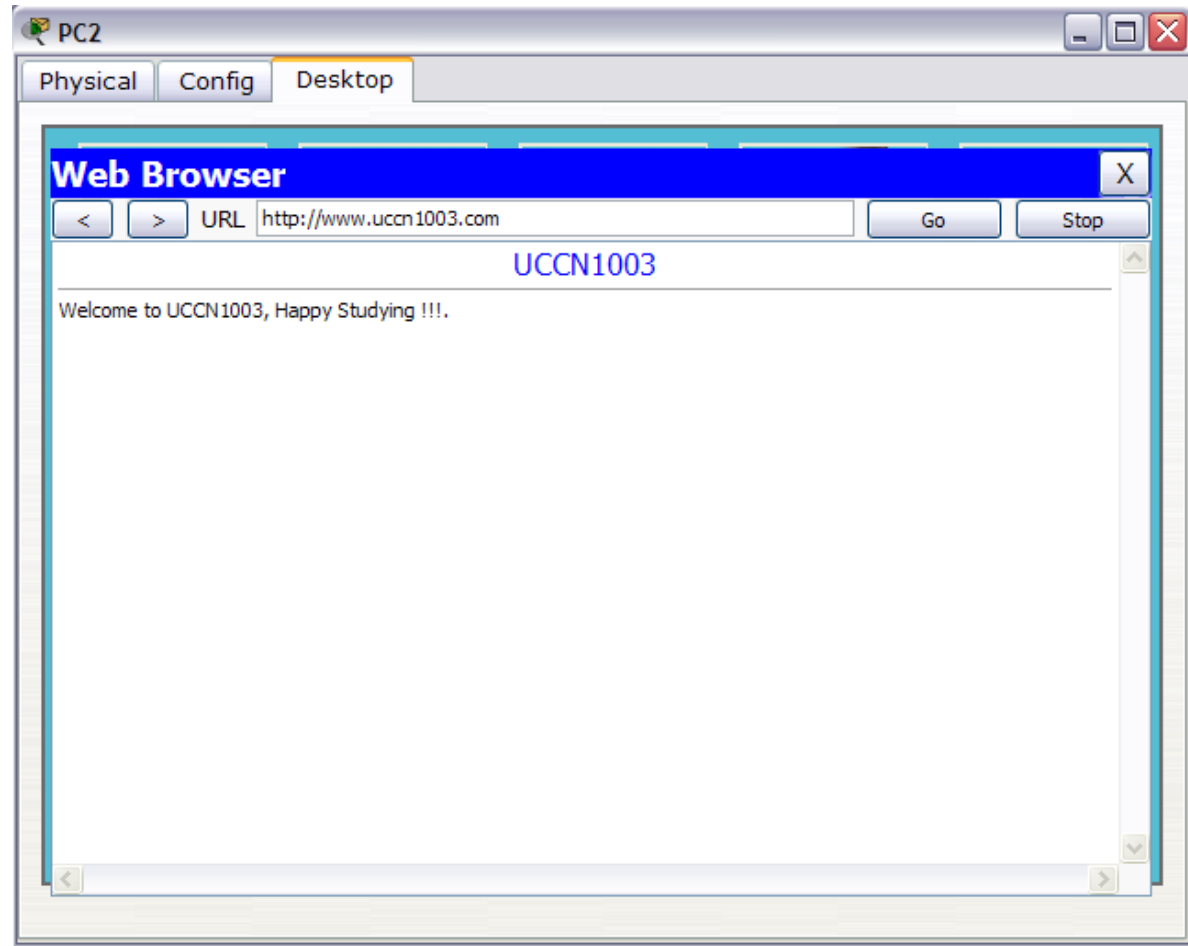 PC2
Physical Config Desktop
Web Browser X
< > URL http://www.uccn1003.com Go Stop
UCCN1003
Welcome to UCCN1003, Happy Studying !!!.